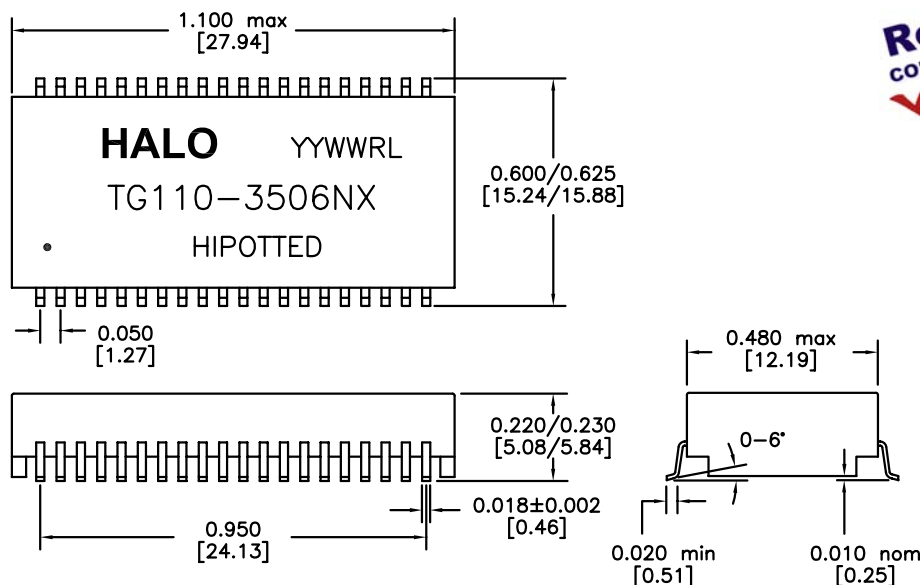 1.100 max
[27.94]
HALO YYWWRL
TG110-3506NX
HIPOTTED
0.600/0.625
[15.24/15.88]
0.050
[1.27]
0.480 max
[12.19]
0.220/0.230
[5.08/5.84]
0-6°
0.018±0.002
[0.46]
0.950
[24.13]
0.020 min
[0.51]
0.010 nom
[0.25]